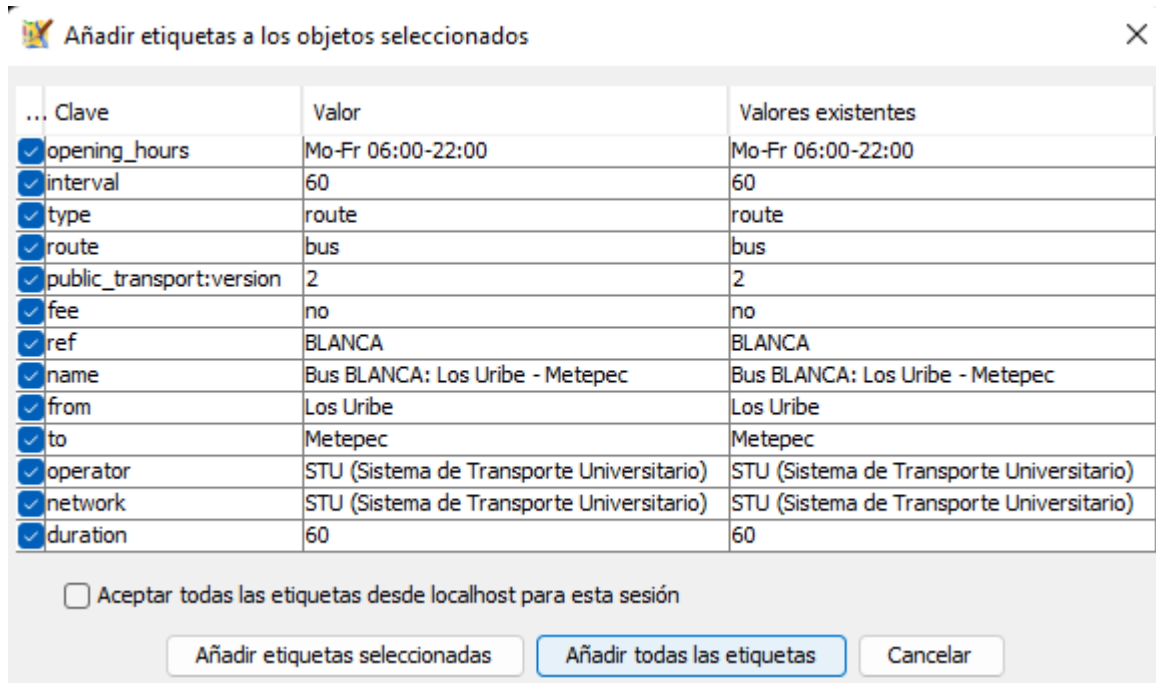 Añadir etiquetas a los objetos seleccionados
... Clave Valor Valores existentes
opening_hours Mo-Fr 06:00-22:00 Mo-Fr 06:00-22:00
interval 60 60
type route route
route bus bus
public_transport:version 2 2
fee no no
ref BLANCA BLANCA
name Bus BLANCA: Los Uribe - Metepec Bus BLANCA: Los Uribe - Metepec
from Los Uribe Los Uribe
to Metepec Metepec
operator STU (Sistema de Transporte Universitario) STU (Sistema de Transporte Universitario)
network STU (Sistema de Transporte Universitario) STU (Sistema de Transporte Universitario)
duration 60 60
Aceptar todas las etiquetas desde localhost para esta sesión
Añadir etiquetas seleccionadas Añadir todas las etiquetas Cancelar